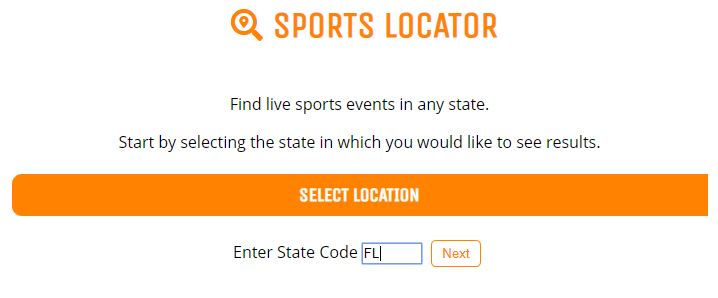 SPORTS LOCATOR
Find live sports events in any state.
Start by selecting the state in which you would like to see results.
SELECT LOCATION
Enter State Code FL Next